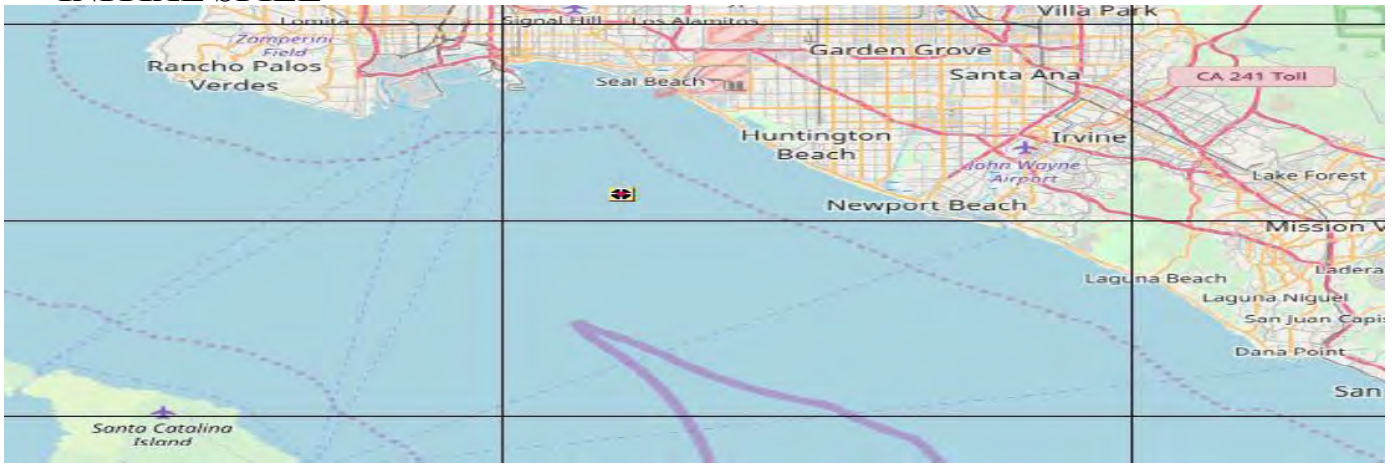 Villa Park
Lomita
Signal Hill
Los Alamitos
Zamperini
Field
Garden Grove
Rancho Palos
Verdes
Seal Beach
Santa Ana
CA 241 Toll
Huntington
Beach
Irvine
John Wayne
Airport
Lake Forest
Newport Beach
Mission V
Laguna Beach
Ladera
Laguna Niguel
San Juan Capis
Dana Point
San
Santa Catalina
Island